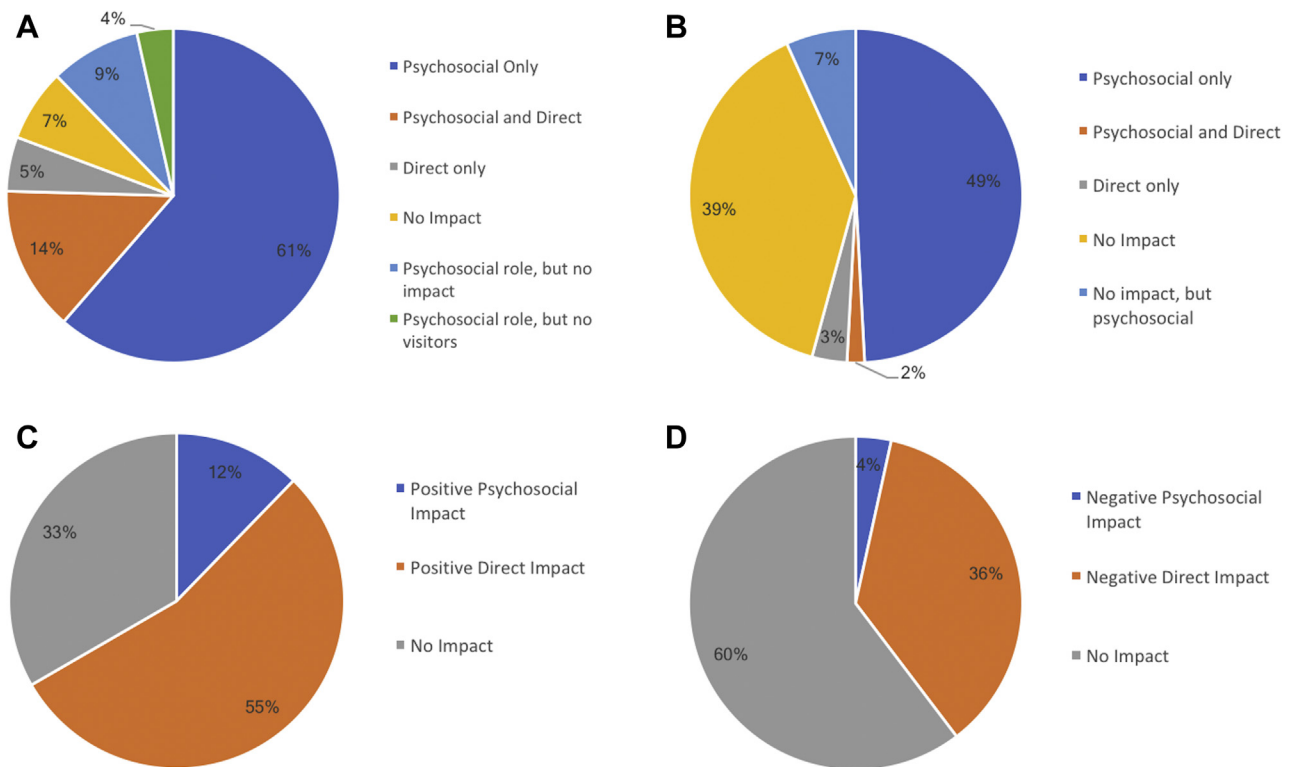 A
4%
9%
7%
5%
14%
61%
Psychosocial Only
Psychosocial and Direct
Direct only
No Impact
Psychosocial role, but no
impact
Psychosocial role, but no
visitors
B
7%
49%
39%
3%
2%
Psychosocial only
Psychosocial and Direct
Direct only
No Impact
No impact, but
psychosocial
C
12%
33%
55%
Positive Psychosocial
Impact
Positive Direct Impact
No Impact
D
4%
36%
60%
Negative Psychosocial
Impact
Negative Direct Impact
No Impact